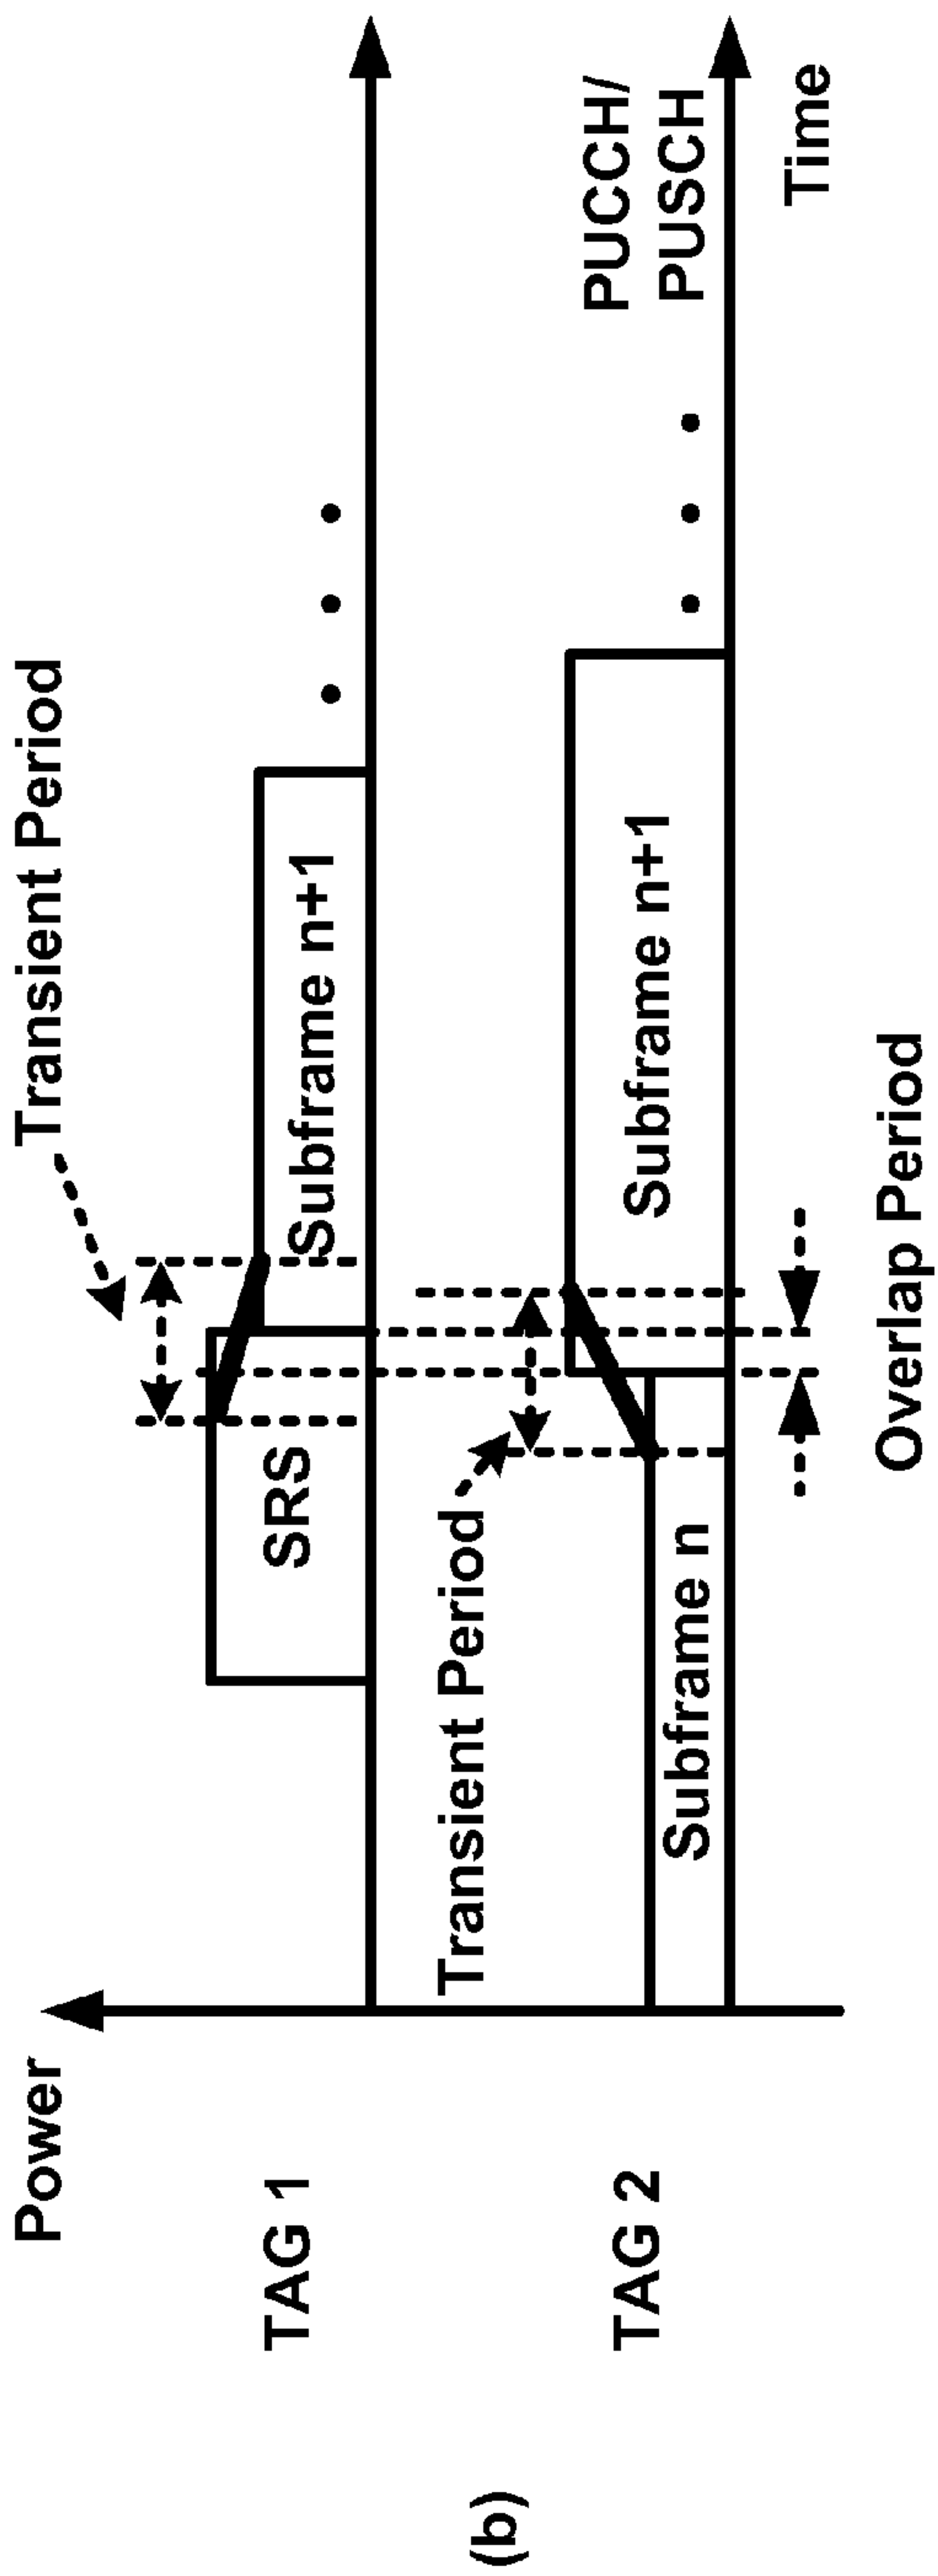 Power
Transient Period
TAG 1
SRS
Subframe n+1
Transient Period
PUCCH/
PUSCH
TAG 2
Subframe n
Subframe n+1
Time
Overlap Period
(b)